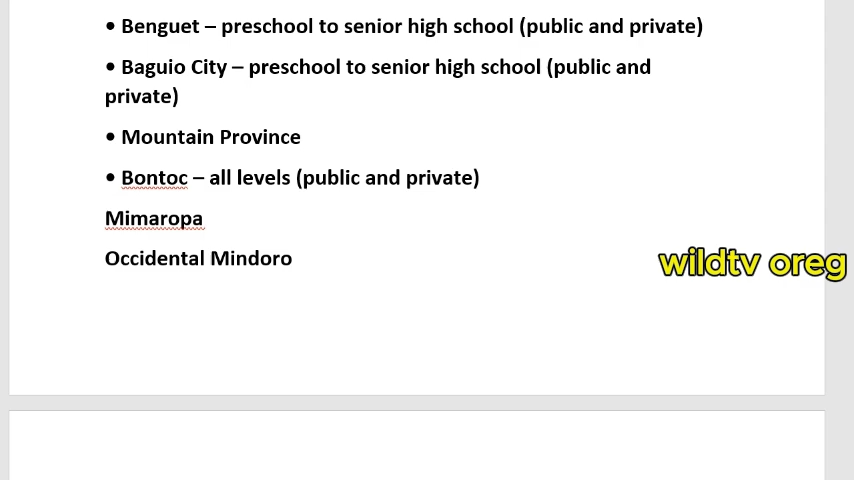 • Benguet – preschool to senior high school (public and private)
• Baguio City – preschool to senior high school (public and
private)
• Mountain Province
• Bontoc – all levels (public and private)
Mimaropa
Occidental Mindoro
wildtv oreg